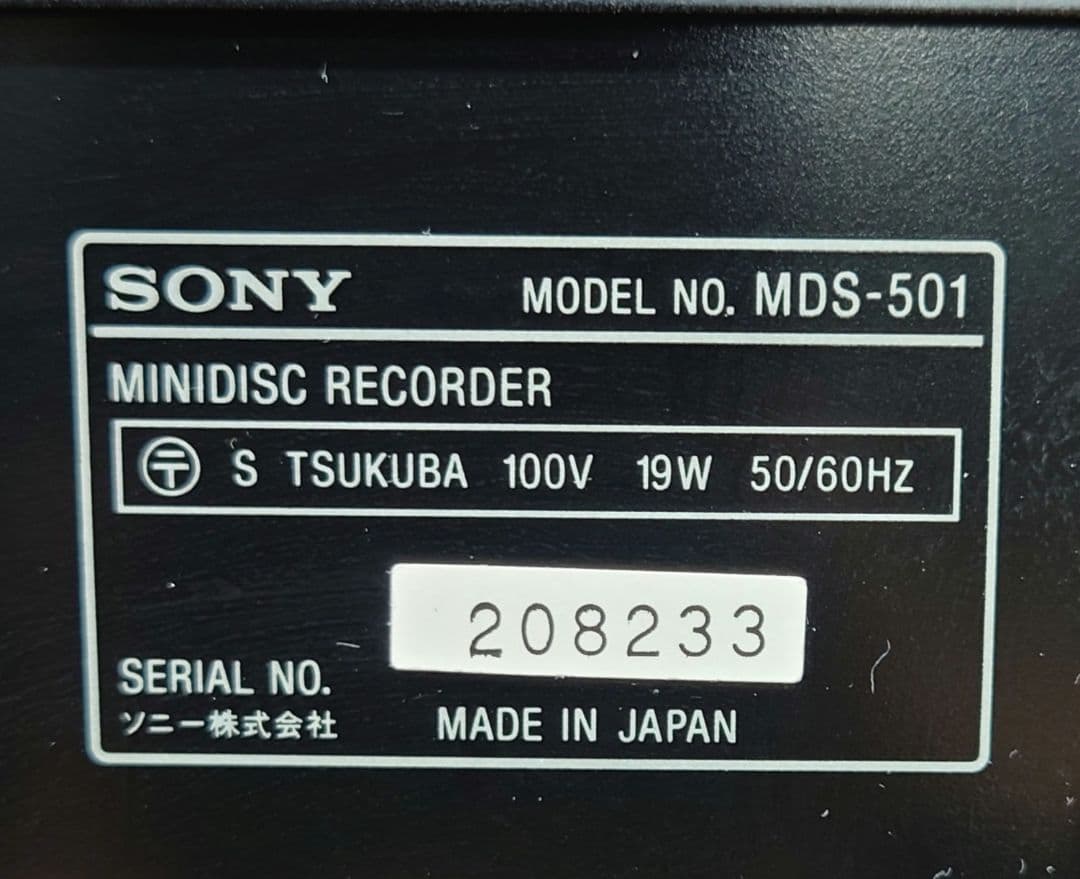 SONY MODEL NO. MDS-501
MINIDISC RECORDER
〶 S TSUKUBA 100V 19W 50/60HZ
208233
SERIAL NO.
ソニー株式会社 MADE IN JAPAN